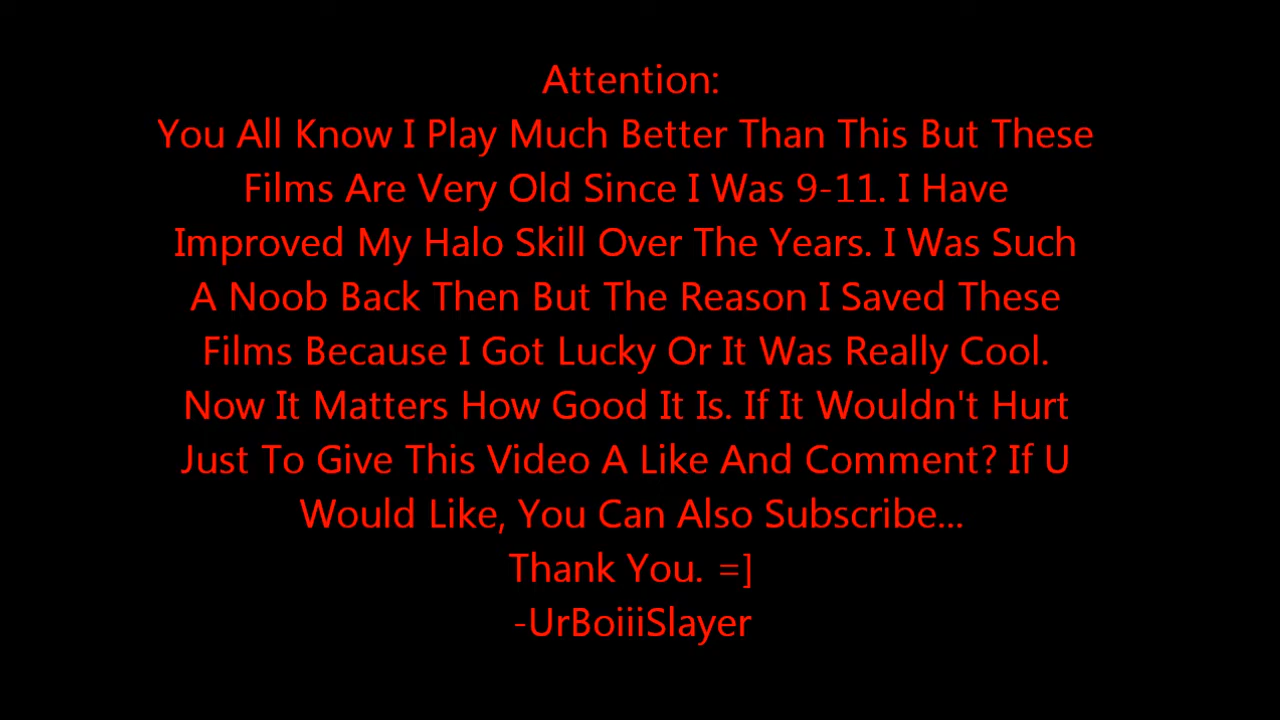 Attention:
You All Know I Play Much Better Than This But These
Films Are Very Old Since I Was 9-11. I Have
Improved My Halo Skill Over The Years. I Was Such
A Noob Back Then But The Reason I Saved These
Films Because I Got Lucky Or It Was Really Cool.
Now It Matters How Good It Is. If It Wouldn't Hurt
Just To Give This Video A Like And Comment? If U
Would Like, You Can Also Subscribe...
Thank You. =]
-UrBoiiiSlayer